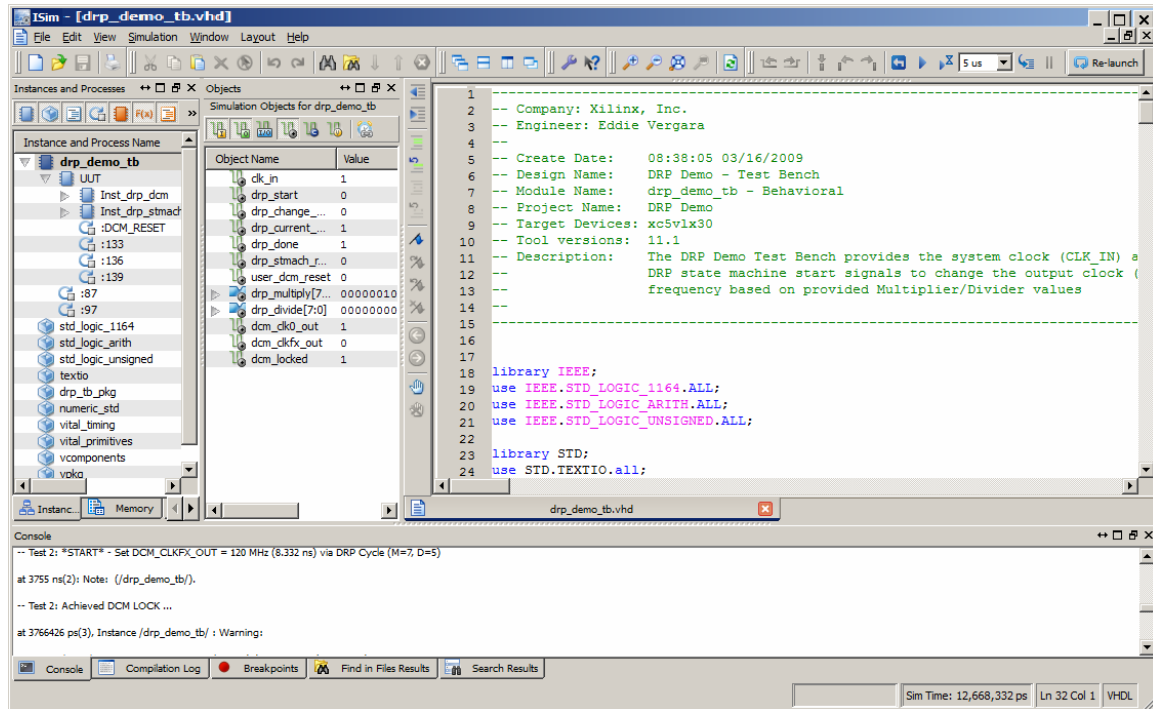 ISim - [drp_demo_tb.vhd]
File Edit View Simulation Window Layout Help
5 us Re-launch
Instances and Processes
F(x)
»
Instance and Process Name
drp_demo_tb
UUT
Inst_drp_dcm
Inst_drp_stmach
:DCM_RESET
:133
:136
:139
:87
:97
std_logic_1164
std_logic_arith
std_logic_unsigned
textio
drp_tb_pkg
numeric_std
vital_timing
vital_primitives
vcomponents
vpkg
Instanc... Memory
Objects
Simulation Objects for drp_demo_tb
Object Name Value
clk_in 1
drp_start 0
drp_change_... 0
drp_current_... 1
drp_done 1
drp_stmach_r... 0
user_dcm_reset 0
drp_multiply[7... 00000010
drp_divide[7:0] 00000000
dcm_clk0_out 1
dcm_clkfx_out 0
dcm_locked 1
1 --------------------------------------------------------------------------------
2 -- Company: Xilinx, Inc.
3 -- Engineer: Eddie Vergara
4 --
5 -- Create Date: 08:38:05 03/16/2009
6 -- Design Name: DRP Demo - Test Bench
7 -- Module Name: drp_demo_tb - Behavioral
8 -- Project Name: DRP Demo
9 -- Target Devices: xc5vlx30
10 -- Tool versions: 11.1
11 -- Description: The DRP Demo Test Bench provides the system clock (CLK_IN) a
12 -- DRP state machine start signals to change the output clock (
13 -- frequency based on provided Multiplier/Divider values
14 --
15 --------------------------------------------------------------------------------
16
17
18 library IEEE;
19 use IEEE.STD_LOGIC_1164.ALL;
20 use IEEE.STD_LOGIC_ARITH.ALL;
21 use IEEE.STD_LOGIC_UNSIGNED.ALL;
22
23 library STD;
24 use STD.TEXTIO.all;
drp_demo_tb.vhd
Console
-- Test 2: *START* - Set DCM_CLKFX_OUT = 120 MHz (8.332 ns) via DRP Cycle (M=7, D=5)
at 3755 ns(2): Note: (/drp_demo_tb/).
-- Test 2: Achieved DCM LOCK ...
at 3766426 ps(3), Instance /drp_demo_tb/ : Warning:
Console Compilation Log Breakpoints Find in Files Results Search Results
Sim Time: 12,668,332 ps Ln 32 Col 1 VHDL